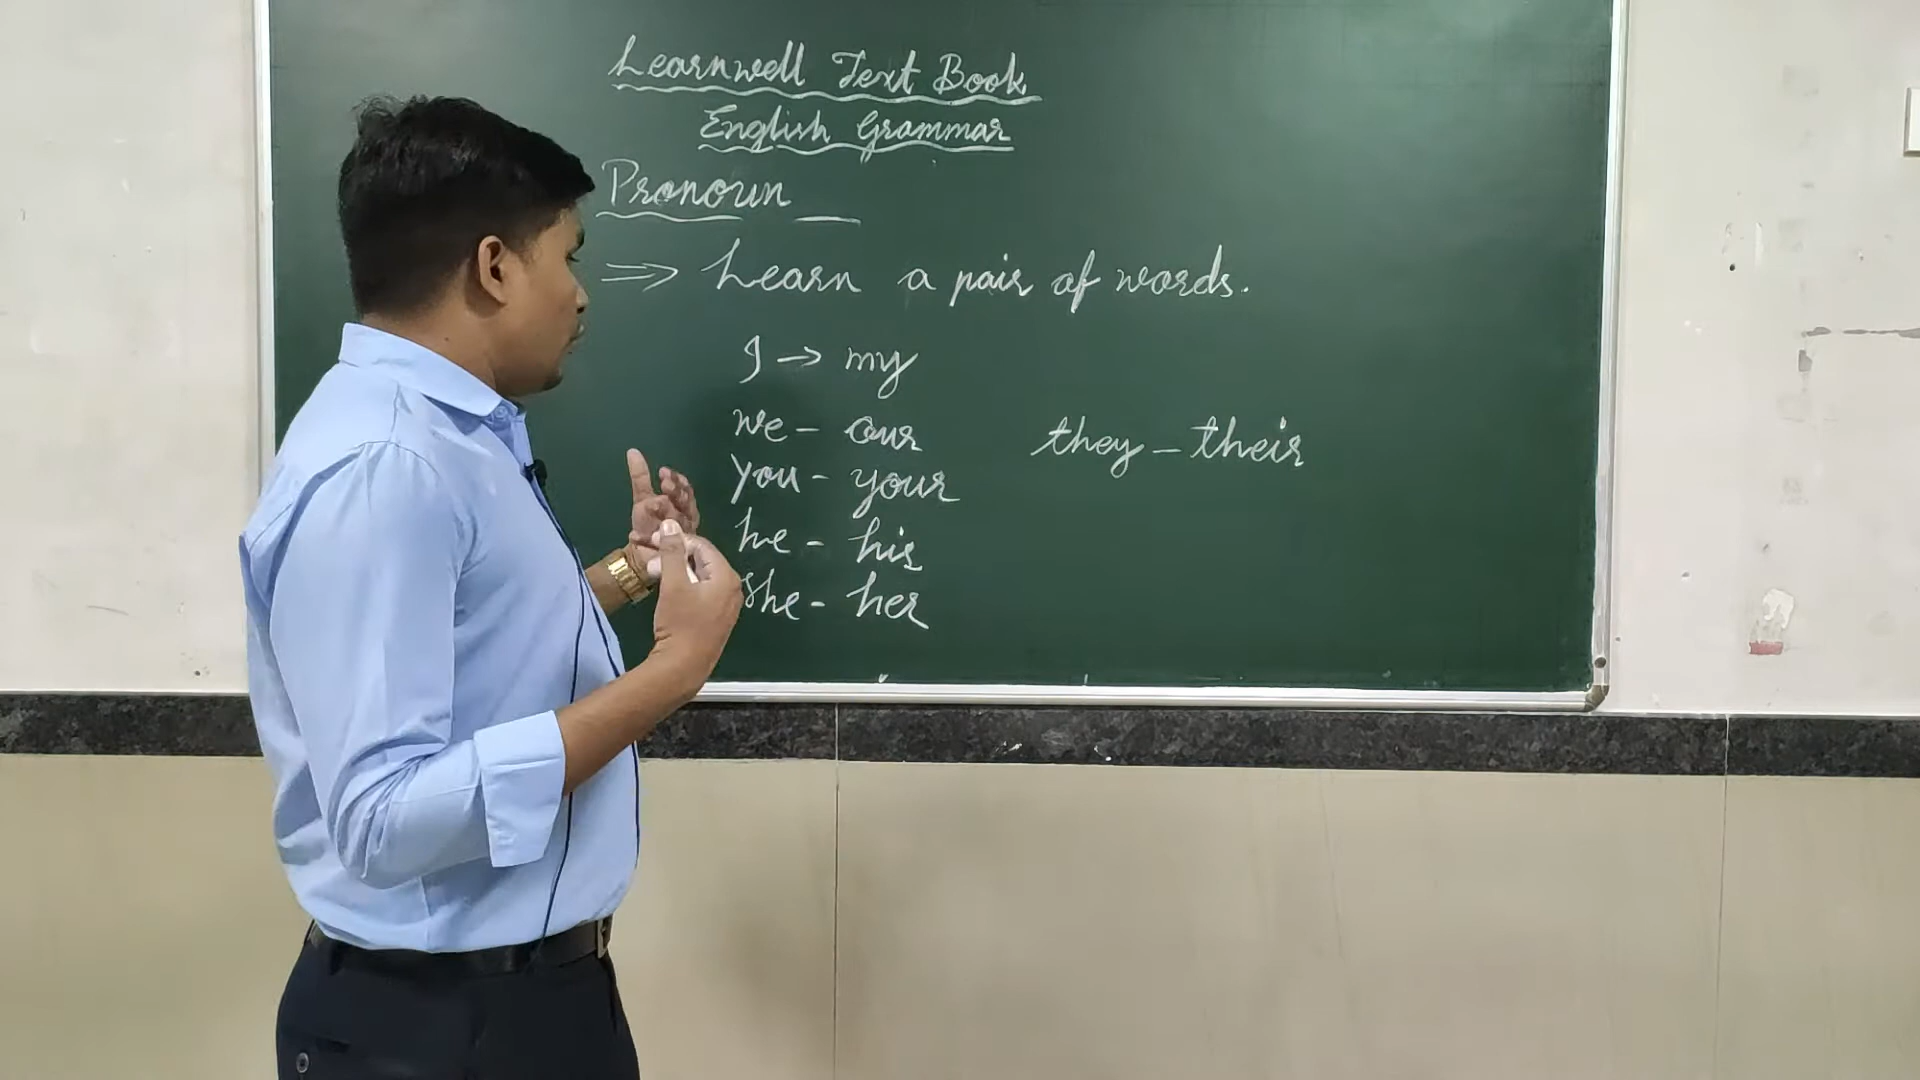 Learnwell Text Book
English Grammar
Pronoun _
⇒ Learn a pair of words.
I → my
we - our
you - your
he - his
She - her
they - their